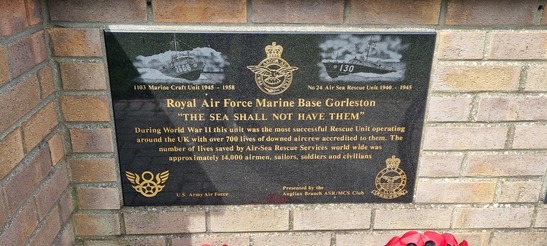 1103 Marine Craft Unit 1945 - 1958
No 24 Air Sea Rescue Unit 1940 - 1945
Royal Air Force Marine Base Gorleston
"THE SEA SHALL NOT HAVE THEM"
During World War II this unit was the most successful Rescue Unit operating
around the UK with over 700 lives of downed aircrew accredited to them. The
number of lives saved by Air-Sea Rescue Services world wide was
approximately 14,000 airmen, sailors, soldiers and civilians
U.S. Army Air Force
Presented by the
Anglian Branch ASR/MCS Club
130